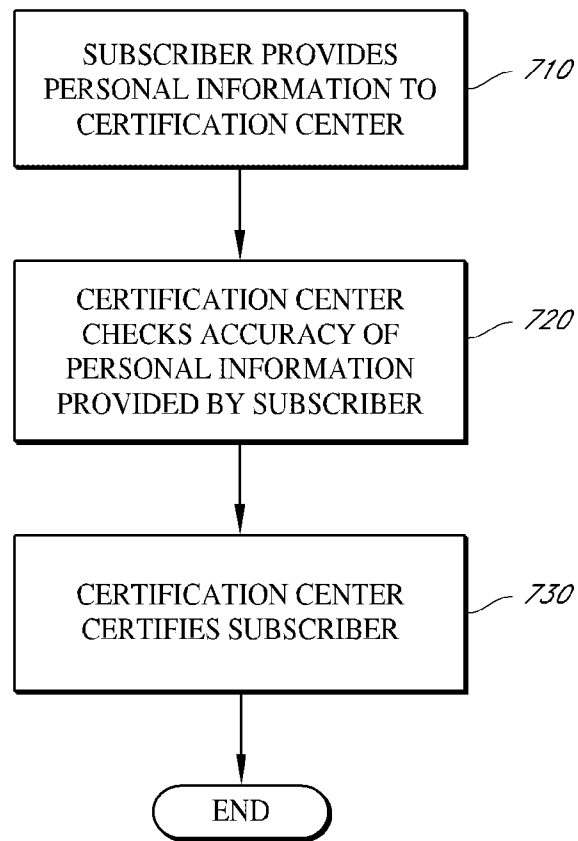 SUBSCRIBER PROVIDES
PERSONAL INFORMATION TO
CERTIFICATION CENTER
710
CERTIFICATION CENTER
CHECKS ACCURACY OF
PERSONAL INFORMATION
PROVIDED BY SUBSCRIBER
720
CERTIFICATION CENTER
CERTIFIES SUBSCRIBER
730
END